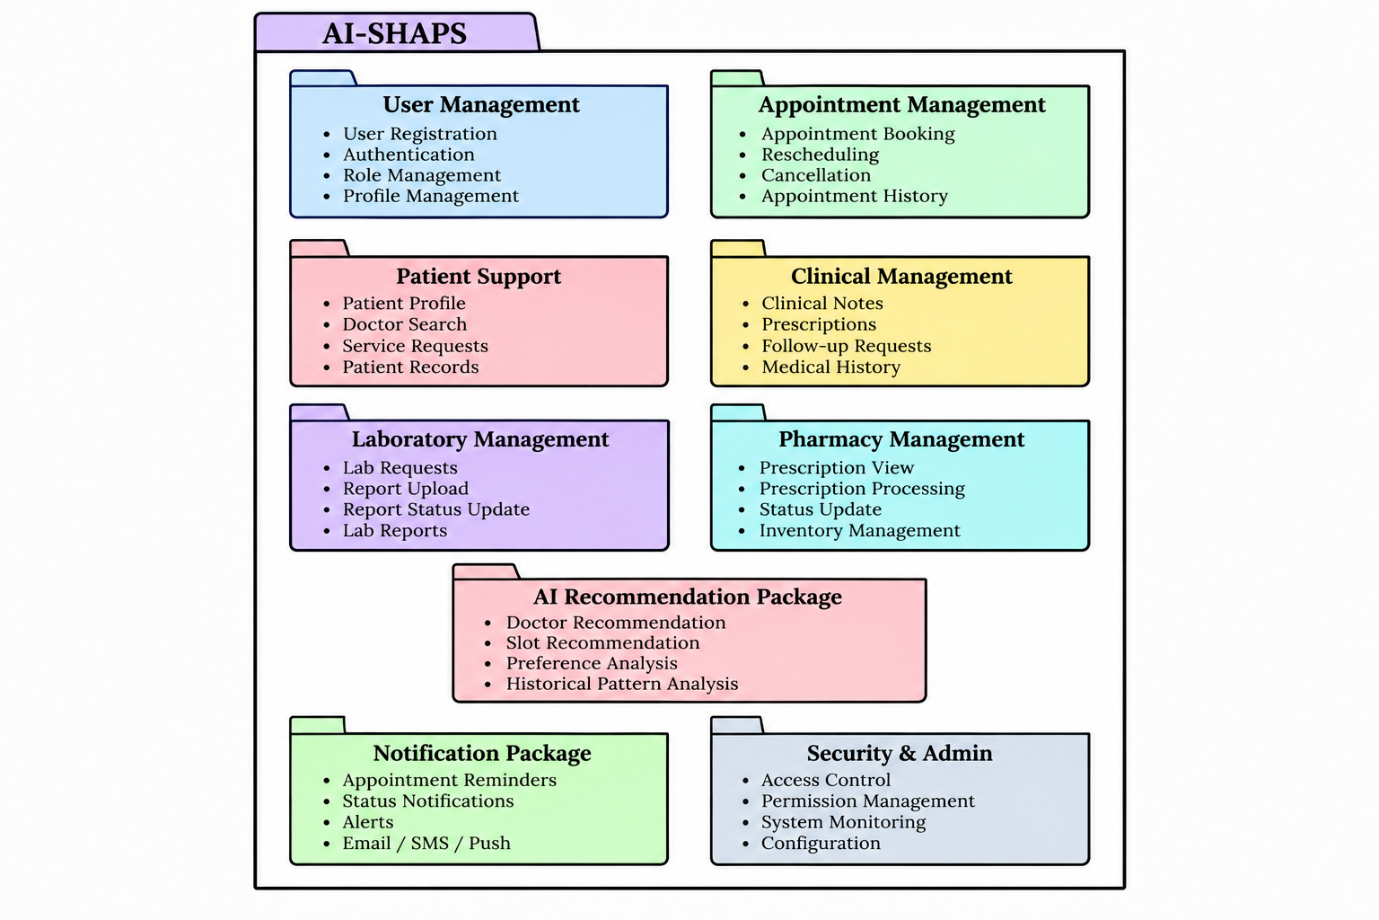 AI-SHAPS
User Management
• User Registration
• Authentication
• Role Management
• Profile Management
Appointment Management
• Appointment Booking
• Rescheduling
• Cancellation
• Appointment History
Patient Support
• Patient Profile
• Doctor Search
• Service Requests
• Patient Records
Clinical Management
• Clinical Notes
• Prescriptions
• Follow-up Requests
• Medical History
Laboratory Management
• Lab Requests
• Report Upload
• Report Status Update
• Lab Reports
Pharmacy Management
• Prescription View
• Prescription Processing
• Status Update
• Inventory Management
AI Recommendation Package
• Doctor Recommendation
• Slot Recommendation
• Preference Analysis
• Historical Pattern Analysis
Notification Package
• Appointment Reminders
• Status Notifications
• Alerts
• Email / SMS / Push
Security & Admin
• Access Control
• Permission Management
• System Monitoring
• Configuration